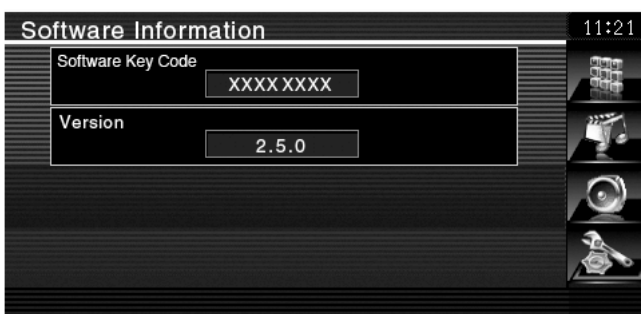 Software Information
11:21
Software Key Code
XXXX XXXX
Version
2.5.0